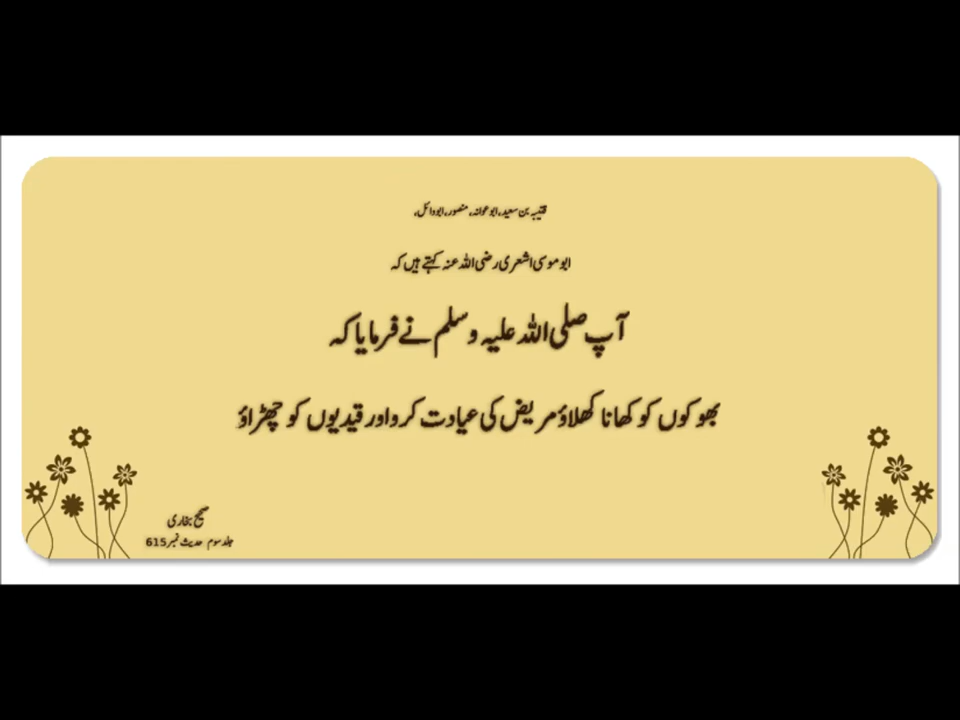 قتیبہ بن سعید، ابوعوانہ، منصور، ابووائل،
ابو موسی اشعری رضی اللہ عنہ کہتے ہیں کہ
آپ صلی اللہ علیہ وسلم نے فرمایا کہ
بھوکوں کو کھانا کھلاؤ مریض کی عیادت کرو اور قیدیوں کو چھڑاؤ
صحیح بخاری
جلد سوم حدیث نمبر 615